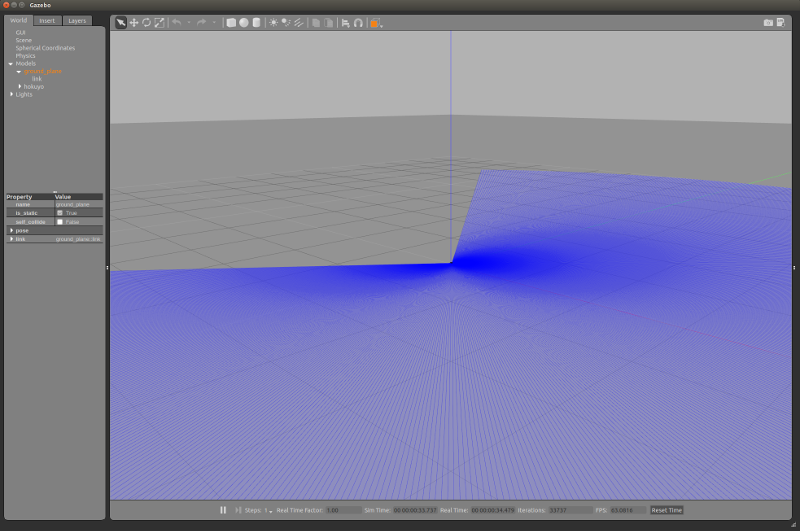 Gazebo
World Insert Layers
GUI
Scene
Spherical Coordinates
Physics
Models
ground_plane
link
hokuyo
Lights
Property Value
name ground_plane
is_static True
self_collide False
pose
link ground_plane::link
Steps: 1 Real Time Factor: 1.00 Sim Time: 00 00:00:33.737 Real Time: 00 00:00:34.479 Iterations: 33737 FPS: 63.0816 Reset Time